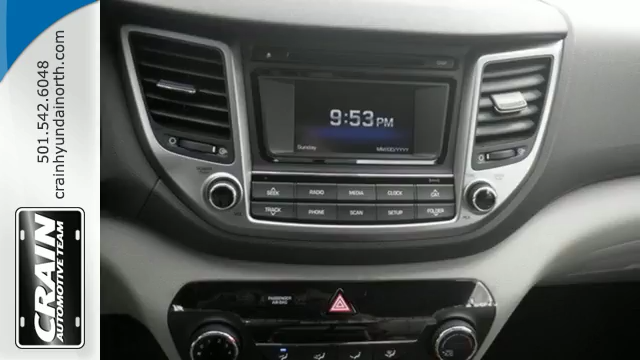 501.542.6048
crainhyundainorth.com
CRAIN
AUTOMOTIVE TEAM
9:53 PM
Sunday
MM/DD/YYYY
SEEK RADIO MEDIA CLOCK
TRACK PHONE SCAN SETUP FOLDER
PASSENGER
AIR BAG